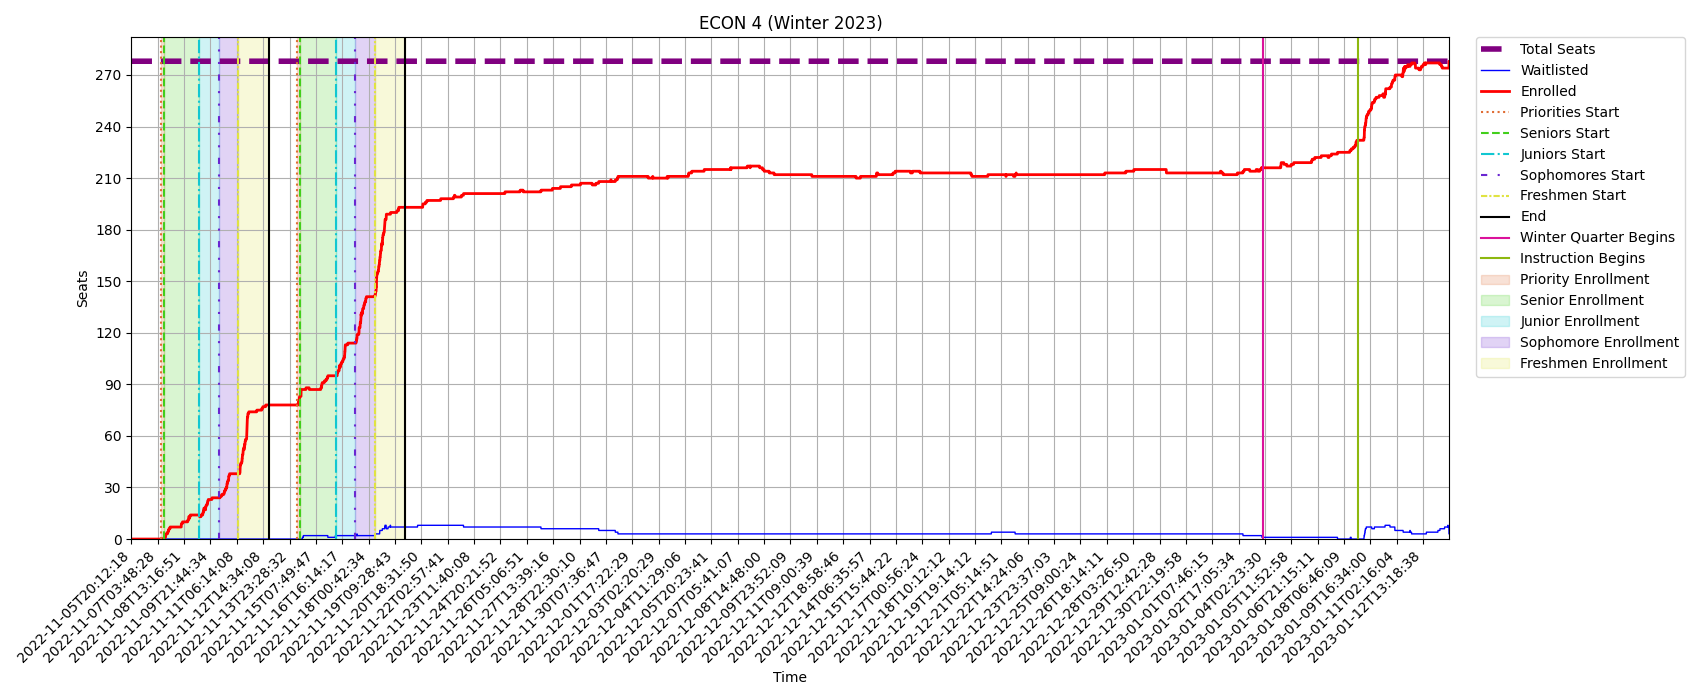 ECON 4 (Winter 2023)
Seats
270
240
210
180
150
120
90
60
30
0
2022-11-05T20:12:18
2022-11-07T03:48:28
2022-11-08T13:16:51
2022-11-09T21:44:34
2022-11-11T06:14:08
2022-11-12T14:34:08
2022-11-13T23:28:32
2022-11-15T07:49:47
2022-11-16T16:14:17
2022-11-18T00:42:34
2022-11-19T09:28:43
2022-11-20T18:31:50
2022-11-22T02:57:41
2022-11-23T11:40:08
2022-11-24T20:21:52
2022-11-26T05:06:51
2022-11-27T13:39:16
2022-11-28T22:30:10
2022-11-30T07:36:47
2022-12-01T17:22:29
2022-12-03T02:20:29
2022-12-04T11:29:06
2022-12-05T20:23:41
2022-12-07T05:41:07
2022-12-08T14:48:00
2022-12-09T23:52:09
2022-12-11T09:00:39
2022-12-12T18:58:46
2022-12-14T06:35:57
2022-12-15T15:44:22
2022-12-17T00:56:24
2022-12-18T10:12:12
2022-12-19T19:14:12
2022-12-21T05:14:51
2022-12-22T14:24:06
2022-12-23T23:37:03
2022-12-25T09:00:24
2022-12-26T18:14:11
2022-12-28T03:26:50
2022-12-29T12:42:28
2022-12-30T22:19:58
2023-01-01T07:46:15
2023-01-02T17:05:34
2023-01-04T02:23:30
2023-01-05T11:52:58
2023-01-06T21:15:11
2023-01-08T06:46:09
2023-01-09T16:34:00
2023-01-11T02:16:04
2023-01-12T13:18:38
Time
Total Seats
Waitlisted
Enrolled
Priorities Start
Seniors Start
Juniors Start
Sophomores Start
Freshmen Start
End
Winter Quarter Begins
Instruction Begins
Priority Enrollment
Senior Enrollment
Junior Enrollment
Sophomore Enrollment
Freshmen Enrollment